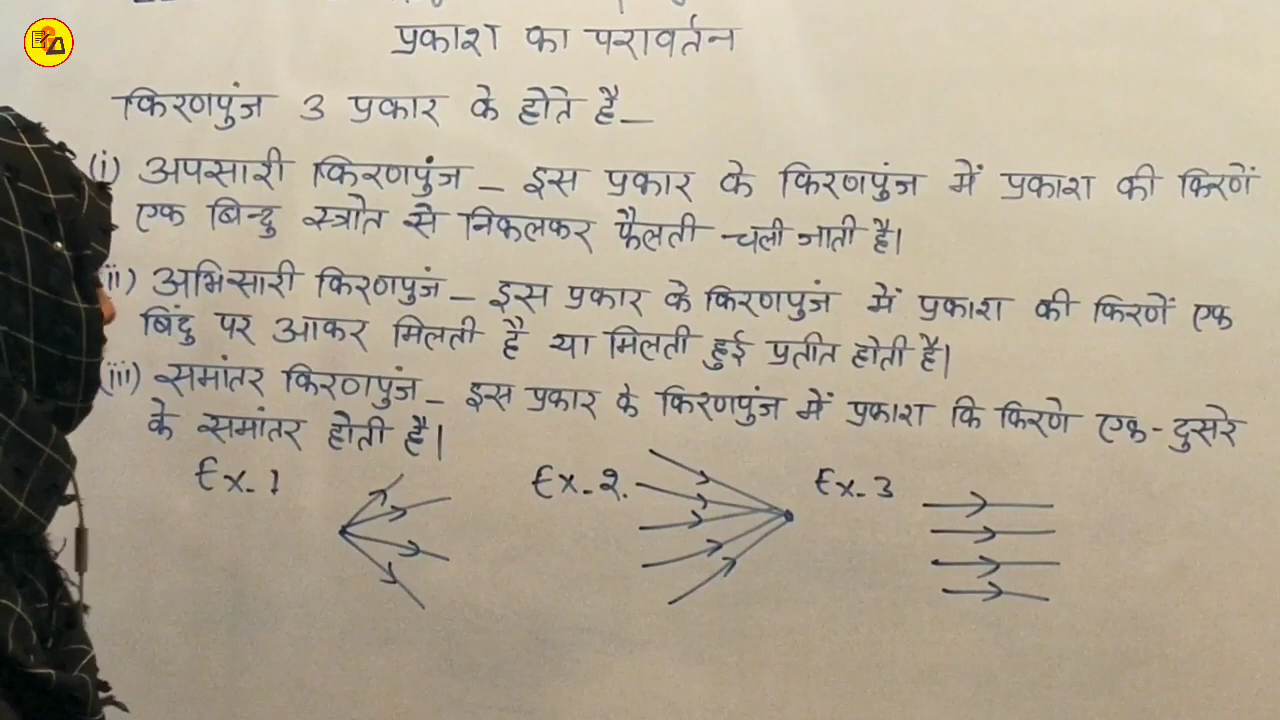 प्रकाश का परावर्तन
किरणपुंज 3 प्रकार के होते है_
(i) अपसारी किरणपुंज _ इस प्रकार के किरणपुंज में प्रकाश की किरणें
एक बिन्दु स्त्रोत से निकलकर फैलती चली जाती है।
ii) अभिसारी किरणपुंज _ इस प्रकार के किरणपुंज में प्रकाश की किरणें एक
बिंदु पर आकर मिलती है या मिलती हुई प्रतीत होती है।
(iii) समांतर किरणपुंज _ इस प्रकार के किरणपुंज में प्रकाश कि किरणे एक-दुसरे
के समांतर होती है।
Ex-1 Ex-2. Ex-3